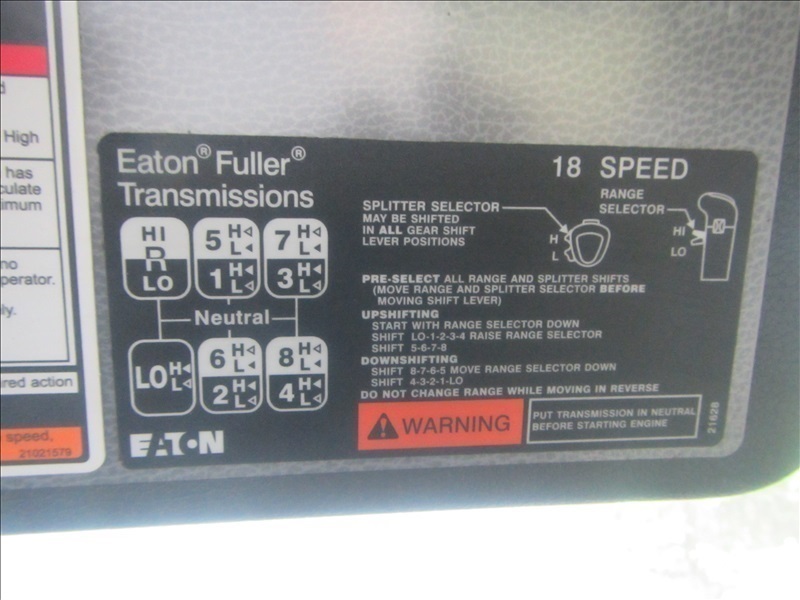 High
has
culate
imum
no
perator.
ly.
red action
speed,
21021579
Eaton® Fuller®
Transmissions
18 SPEED
HI
R
LO
5 H L
1 H L
7 H L
3 H L
Neutral
LO H L
6 H L
2 H L
8 H L
4 H L
EATON
SPLITTER SELECTOR
MAY BE SHIFTED
IN ALL GEAR SHIFT
LEVER POSITIONS
H
L
RANGE
SELECTOR
HI
LO
PRE-SELECT ALL RANGE AND SPLITTER SHIFTS
(MOVE RANGE AND SPLITTER SELECTOR BEFORE
MOVING SHIFT LEVER)
UPSHIFTING
START WITH RANGE SELECTOR DOWN
SHIFT LO-1-2-3-4 RAISE RANGE SELECTOR
SHIFT 5-6-7-8
DOWNSHIFTING
SHIFT 8-7-6-5 MOVE RANGE SELECTOR DOWN
SHIFT 4-3-2-1-LO
DO NOT CHANGE RANGE WHILE MOVING IN REVERSE
WARNING
PUT TRANSMISSION IN NEUTRAL
BEFORE STARTING ENGINE
21628